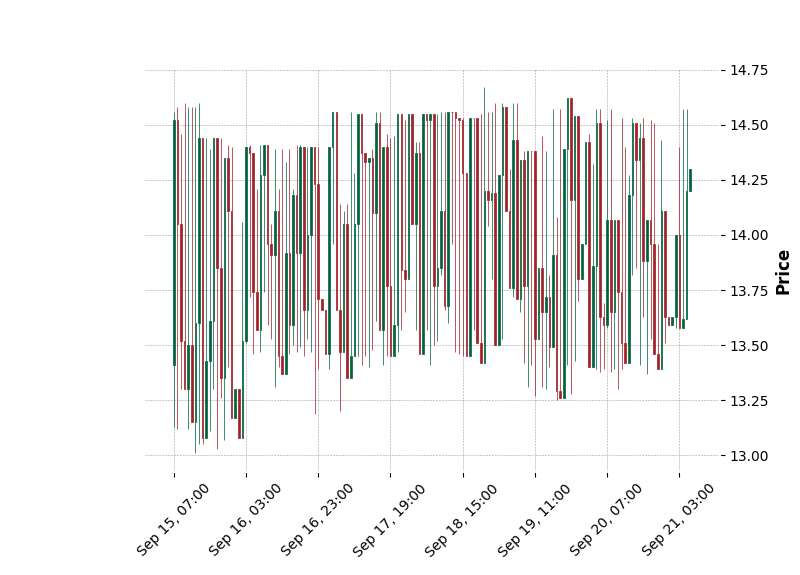 14.75
14.50
14.25
14.00
13.75
13.50
13.25
13.00
Price
Sep 15, 07:00
Sep 16, 03:00
Sep 16, 23:00
Sep 17, 19:00
Sep 18, 15:00
Sep 19, 11:00
Sep 20, 07:00
Sep 21, 03:00